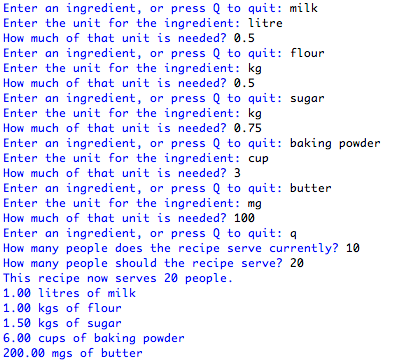 Enter an ingredient, or press Q to quit: milk
Enter the unit for the ingredient: litre
How much of that unit is needed? 0.5
Enter an ingredient, or press Q to quit: flour
Enter the unit for the ingredient: kg
How much of that unit is needed? 0.5
Enter an ingredient, or press Q to quit: sugar
Enter the unit for the ingredient: kg
How much of that unit is needed? 0.75
Enter an ingredient, or press Q to quit: baking powder
Enter the unit for the ingredient: cup
How much of that unit is needed? 3
Enter an ingredient, or press Q to quit: butter
Enter the unit for the ingredient: mg
How much of that unit is needed? 100
Enter an ingredient, or press Q to quit: q
How many people does the recipe serve currently? 10
How many people should the recipe serve? 20
This recipe now serves 20 people.
1.00 litres of milk
1.00 kgs of flour
1.50 kgs of sugar
6.00 cups of baking powder
200.00 mgs of butter